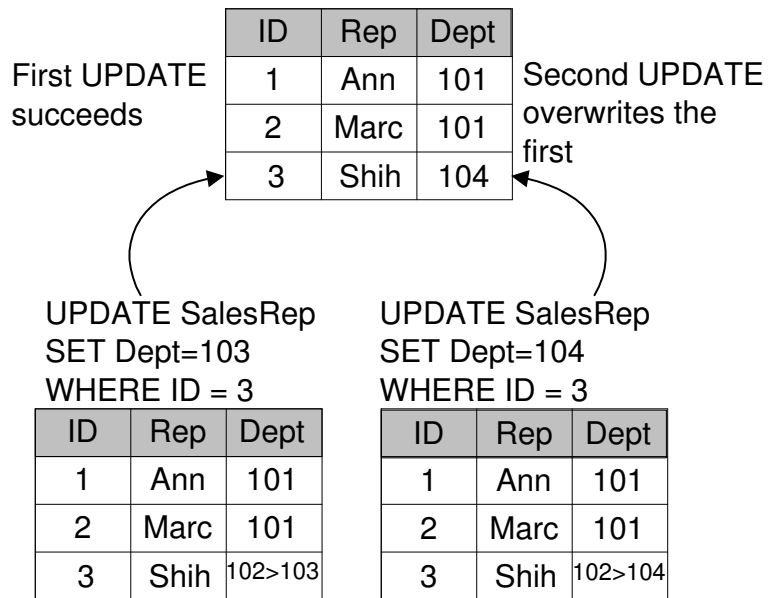 ID Rep Dept
1 Ann 101
2 Marc 101
3 Shih 104
First UPDATE
succeeds
Second UPDATE
overwrites the
first
UPDATE SalesRep
SET Dept=103
WHERE ID = 3
ID Rep Dept
1 Ann 101
2 Marc 101
3 Shih 102>103
UPDATE SalesRep
SET Dept=104
WHERE ID = 3
ID Rep Dept
1 Ann 101
2 Marc 101
3 Shih 102>104